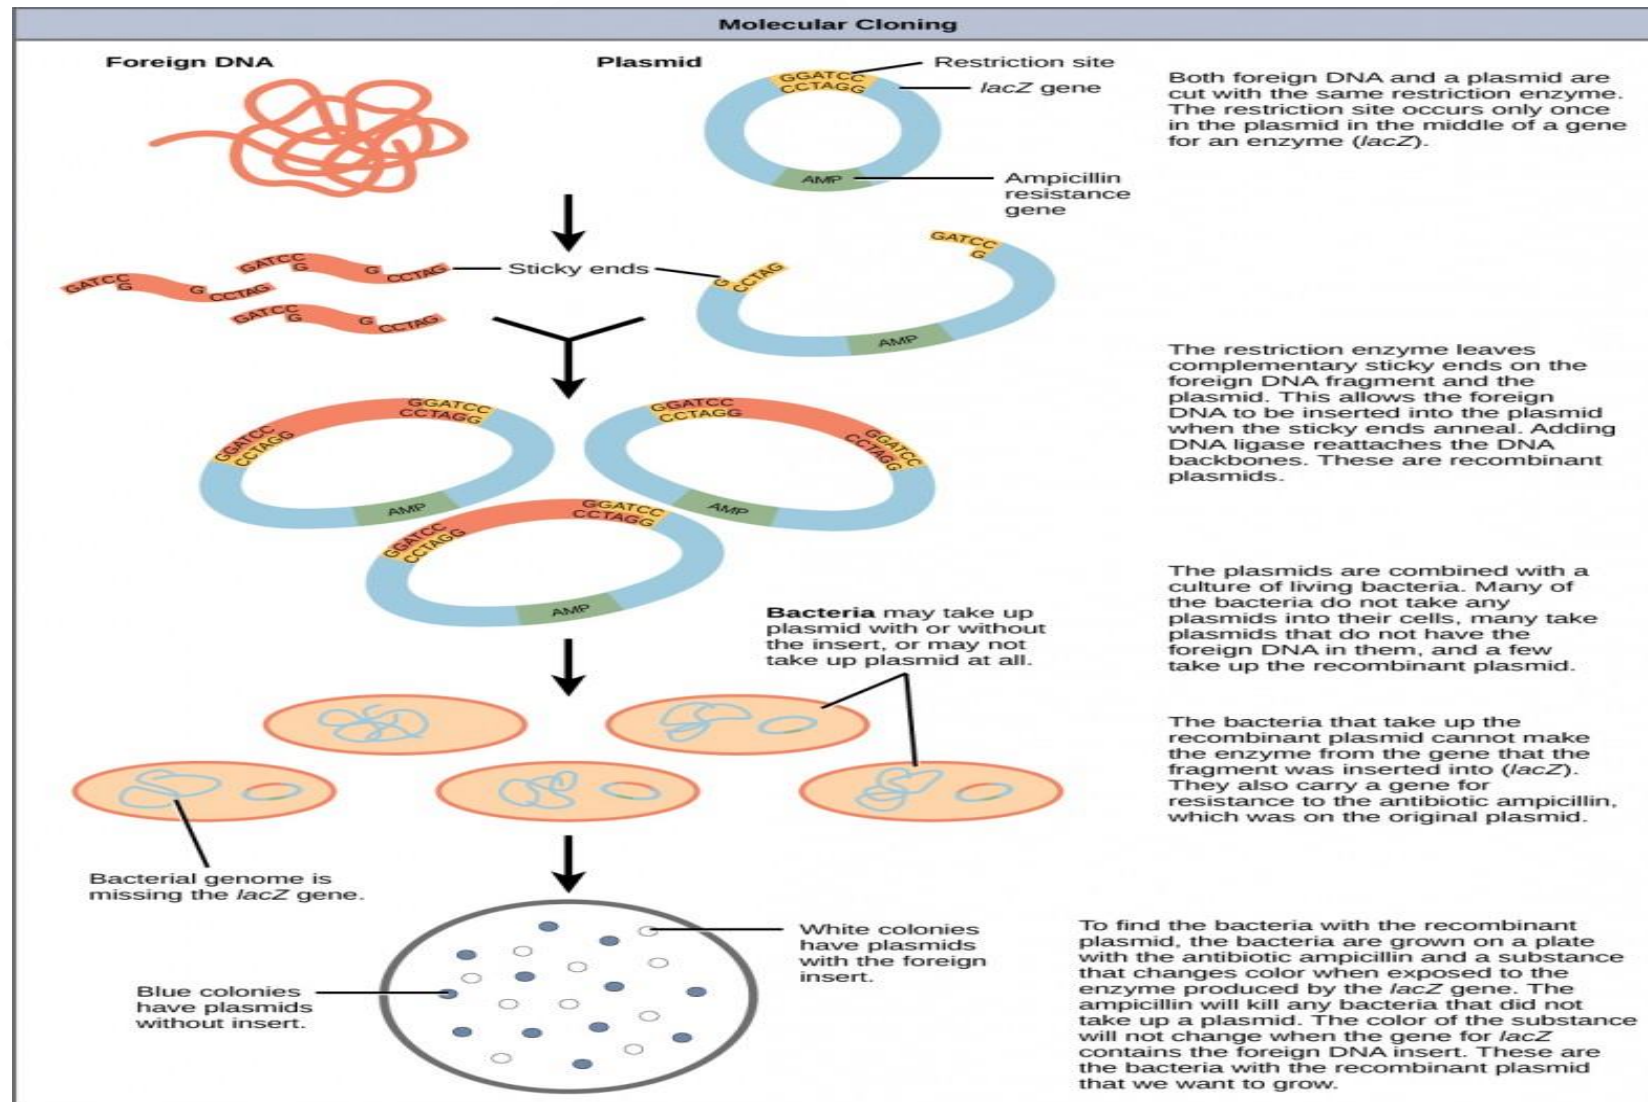 Molecular Cloning
Foreign DNA
Plasmid
GGATCC
CCTAGG
Restriction site
lacZ gene
AMP
Ampicillin
resistance
gene
Both foreign DNA and a plasmid are
cut with the same restriction enzyme.
The restriction site occurs only once
in the plasmid in the middle of a gene
for an enzyme (lacZ).
GATCC
G
G
CCTAG
GATCC
G
G
CCTAG
GATCC
G
G
CCTAG
Sticky ends
G
CCTAG
GATCC
G
AMP
The restriction enzyme leaves
complementary sticky ends on the
foreign DNA fragment and the
plasmid. This allows the foreign
DNA to be inserted into the plasmid
when the sticky ends anneal. Adding
DNA ligase reattaches the DNA
backbones. These are recombinant
plasmids.
GGATCC
CCTAGG
GGATCC
CCTAGG
AMP
GGATCC
CCTAGG
GGATCC
CCTAGG
AMP
GGATCC
CCTAGG
GGATCC
CCTAGG
AMP
The plasmids are combined with a
culture of living bacteria. Many of
the bacteria do not take any
plasmids into their cells, many take
plasmids that do not have the
foreign DNA in them, and a few
take up the recombinant plasmid.
Bacteria may take up
plasmid with or without
the insert, or may not
take up plasmid at all.
The bacteria that take up the
recombinant plasmid cannot make
the enzyme from the gene that the
fragment was inserted into (lacZ).
They also carry a gene for
resistance to the antibiotic ampicillin,
which was on the original plasmid.
Bacterial genome is
missing the lacZ gene.
White colonies
have plasmids
with the foreign
insert.
Blue colonies
have plasmids
without insert.
To find the bacteria with the recombinant
plasmid, the bacteria are grown on a plate
with the antibiotic ampicillin and a substance
that changes color when exposed to the
enzyme produced by the lacZ gene. The
ampicillin will kill any bacteria that did not
take up a plasmid. The color of the substance
will not change when the gene for lacZ
contains the foreign DNA insert. These are
the bacteria with the recombinant plasmid
that we want to grow.